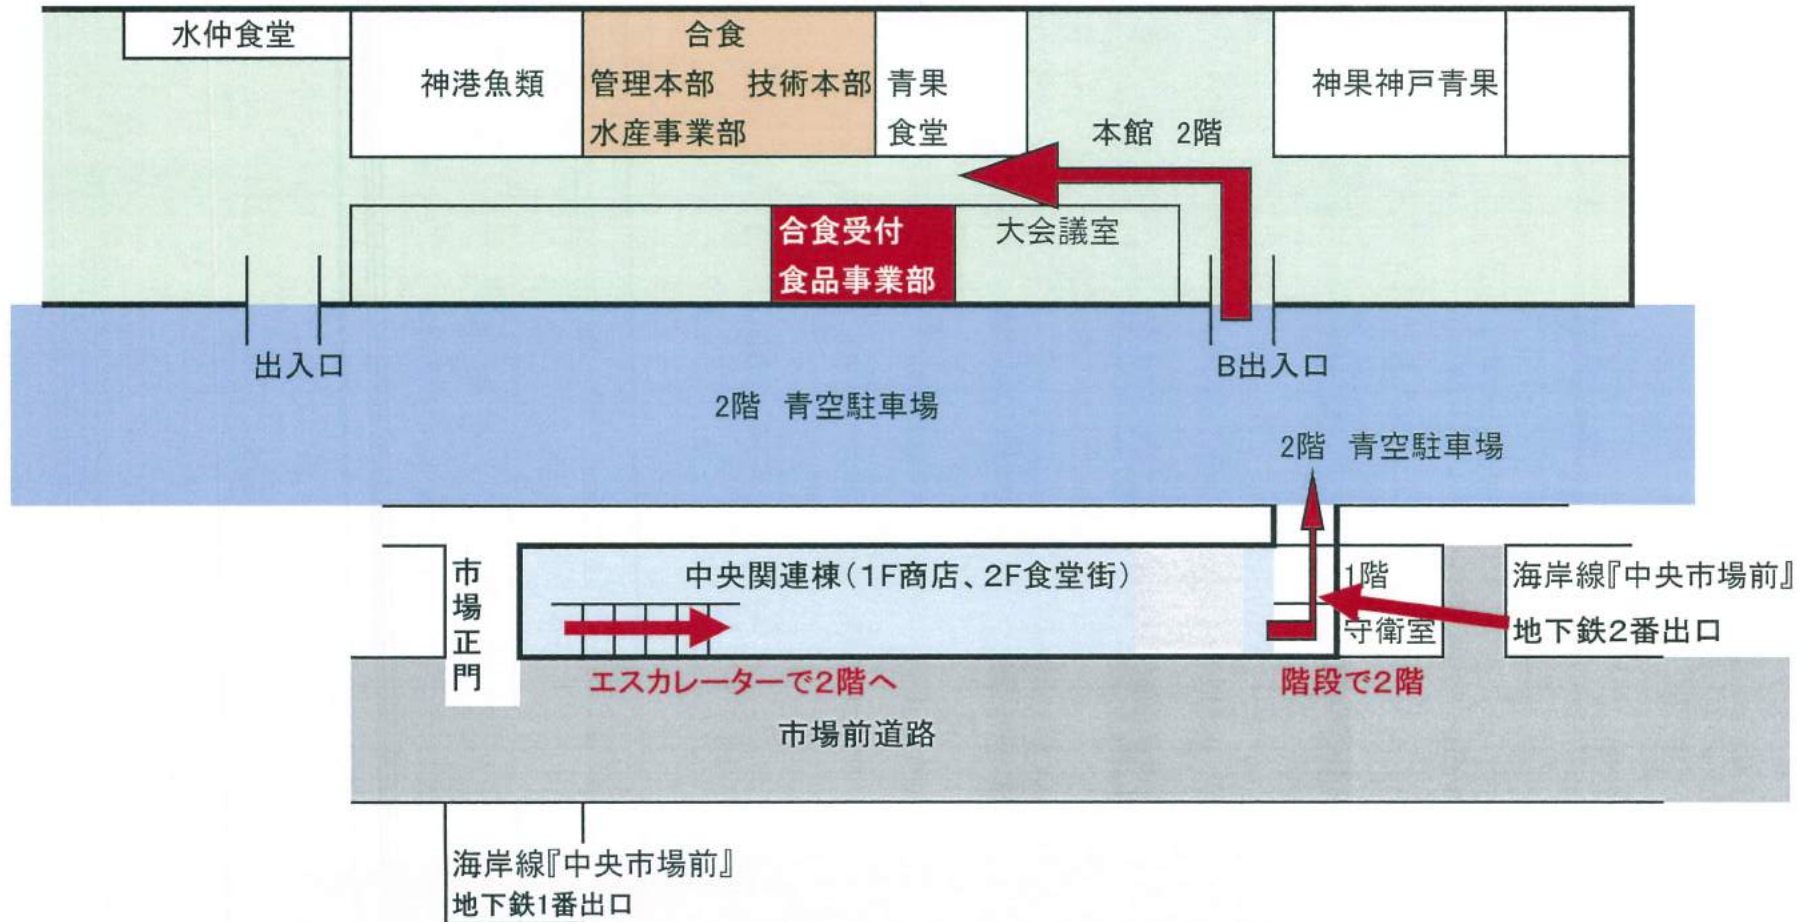 水仲食堂
神港魚類
合食
管理本部　技術本部
水産事業部
青果
食堂
本館　2階
神果神戸青果
合食受付
食品事業部
大会議室
出入口
B出入口
2階　青空駐車場
2階　青空駐車場
市場正門
中央関連棟（1F商店、2F食堂街）
1階
守衛室
海岸線『中央市場前』
地下鉄2番出口
エスカレーターで2階へ
階段で2階
市場前道路
海岸線『中央市場前』
地下鉄1番出口